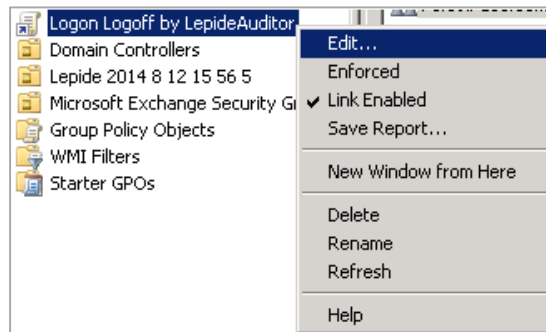 Logon Logoff by LepideAuditor
Domain Controllers
Lepide 2014 8 12 15 56 5
Microsoft Exchange Security G
Group Policy Objects
WMI Filters
Starter GPOs
Edit...
Enforced
Link Enabled
Save Report...
New Window from Here
Delete
Rename
Refresh
Help